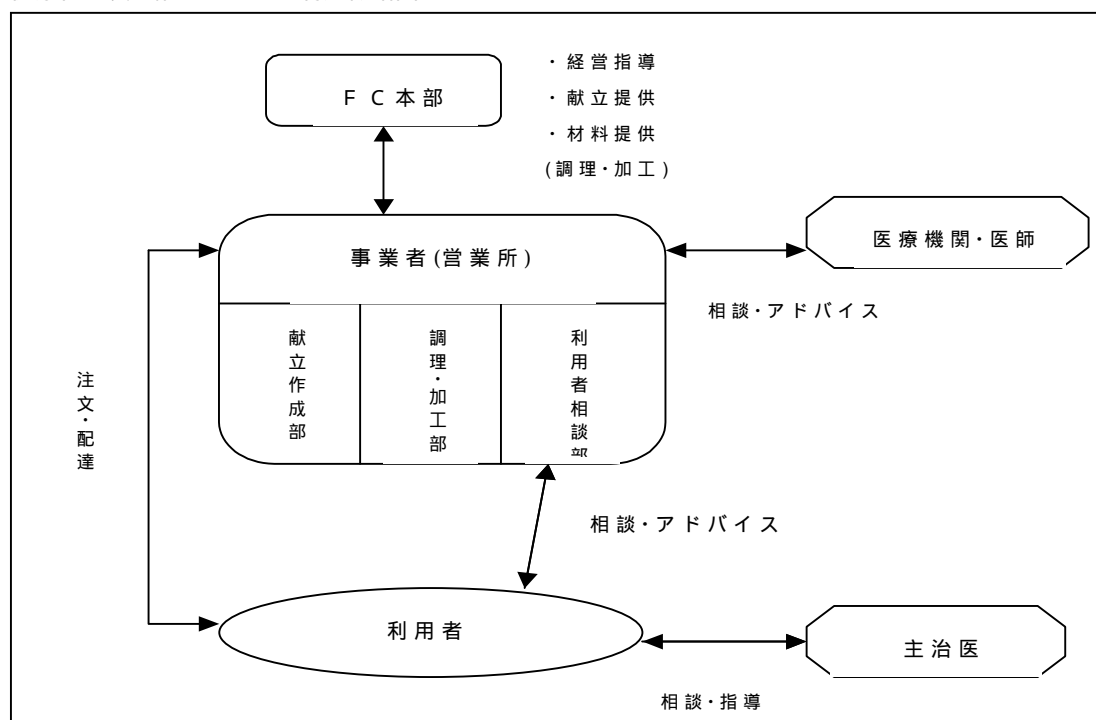 ＦＣ本部
・経営指導
・献立提供
・材料提供
(調理・加工)
事業者(営業所)
医療機関・医師
相談・アドバイス
献立作成部
調理・加工部
利用者相談部
注文・配達
相談・アドバイス
利用者
主治医
相談・指導